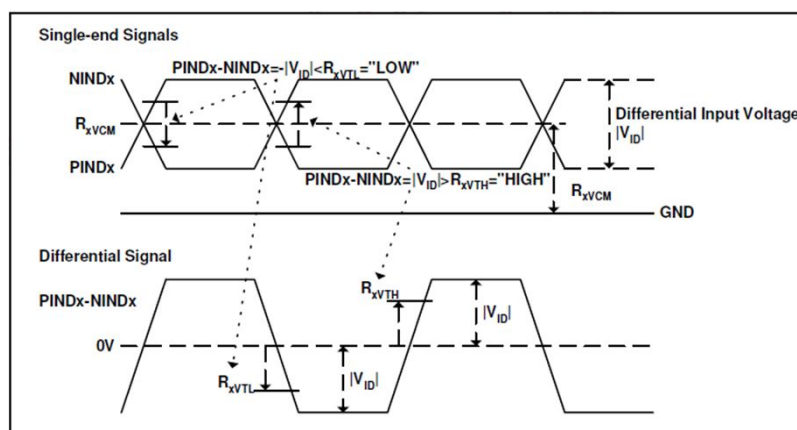 Single-end Signals
PINDx-NINDx=-|VID|<RxVTL="LOW"
NINDx
RxVCM
PINDx
Differential Input Voltage
|VID|
PINDx-NINDx=|VID|>RxVTH="HIGH"
RxVCM
GND
Differential Signal
PINDx-NINDx
RxVTH
|VID|
0V
RxVTL
|VID|